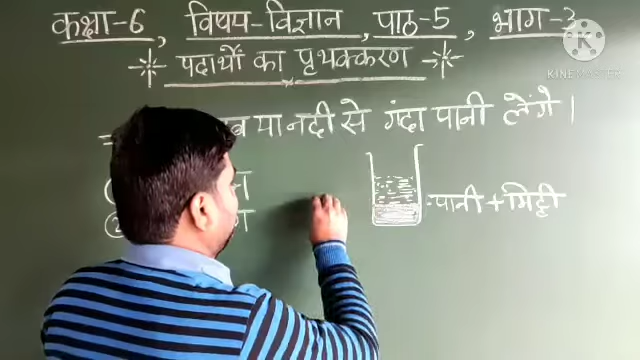 कक्षा-6, विषय-विज्ञान, पाठ-5, भाग-3
पदार्थों का पृथक्करण
या नदी से गंदा पानी लेंगे।
=पानी + मिट्टी
KINEMASTER